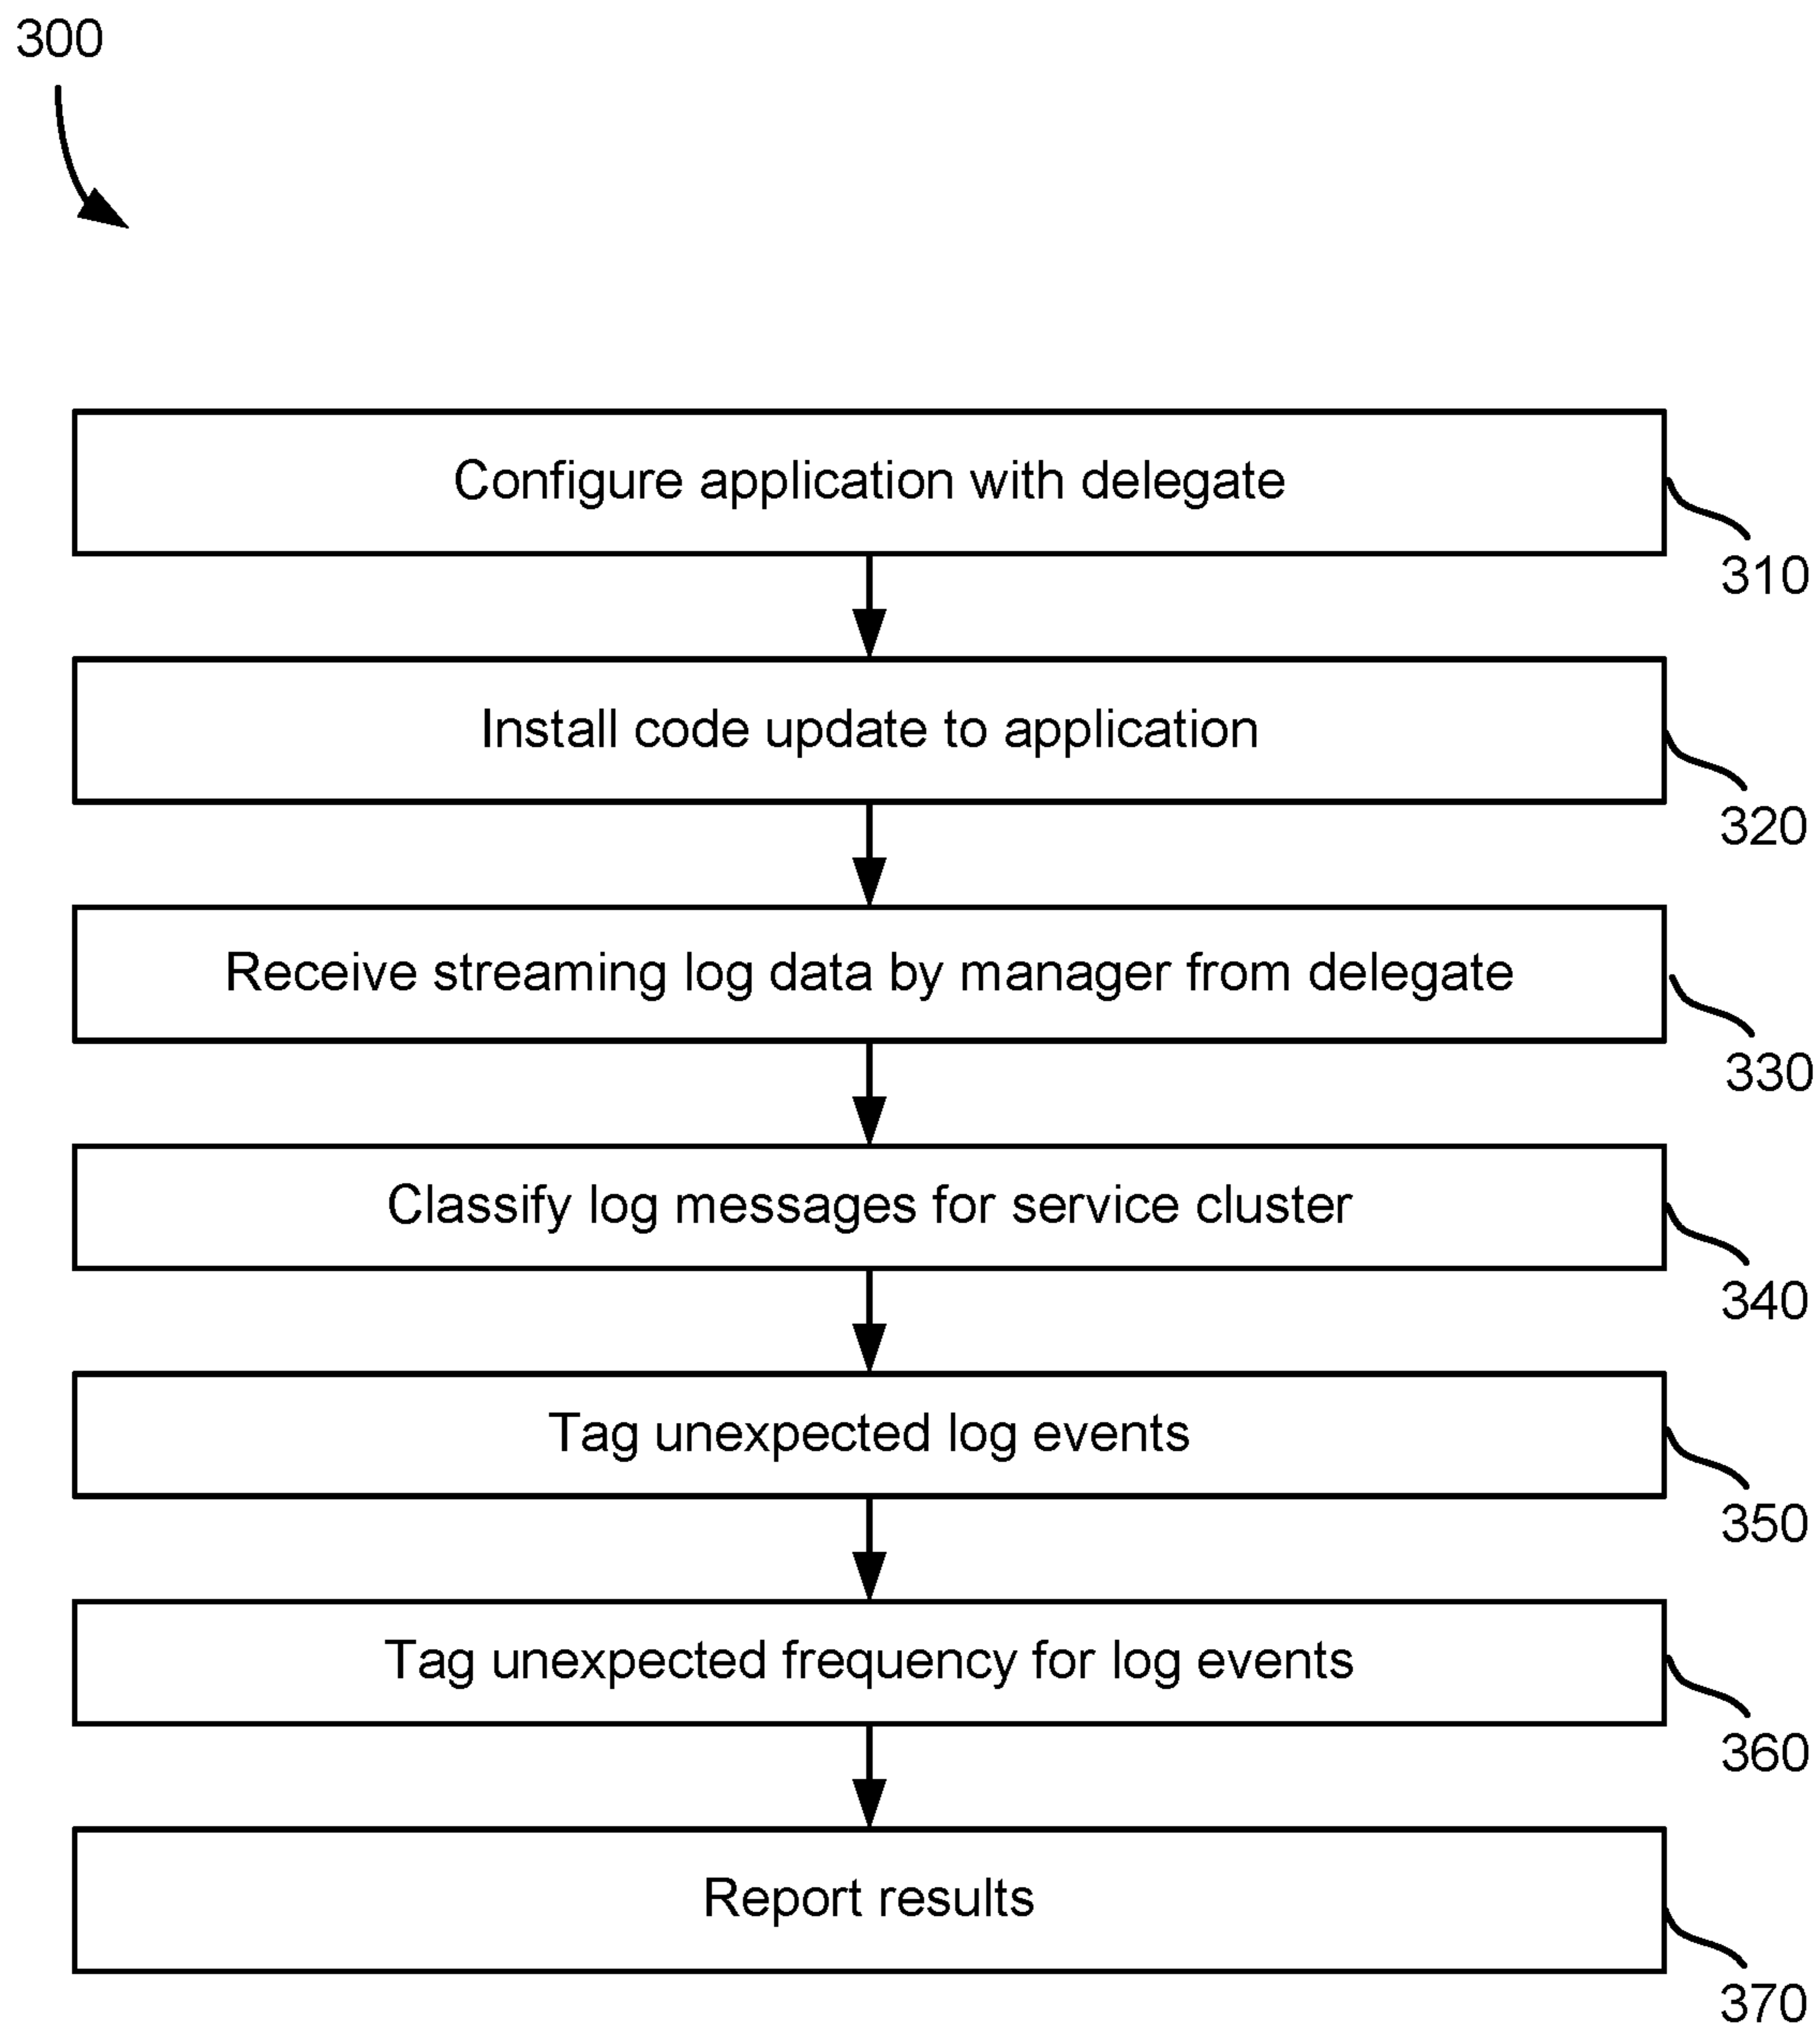 300
Configure application with delegate
310
Install code update to application
320
Receive streaming log data by manager from delegate
330
Classify log messages for service cluster
340
Tag unexpected log events
350
Tag unexpected frequency for log events
360
Report results
370